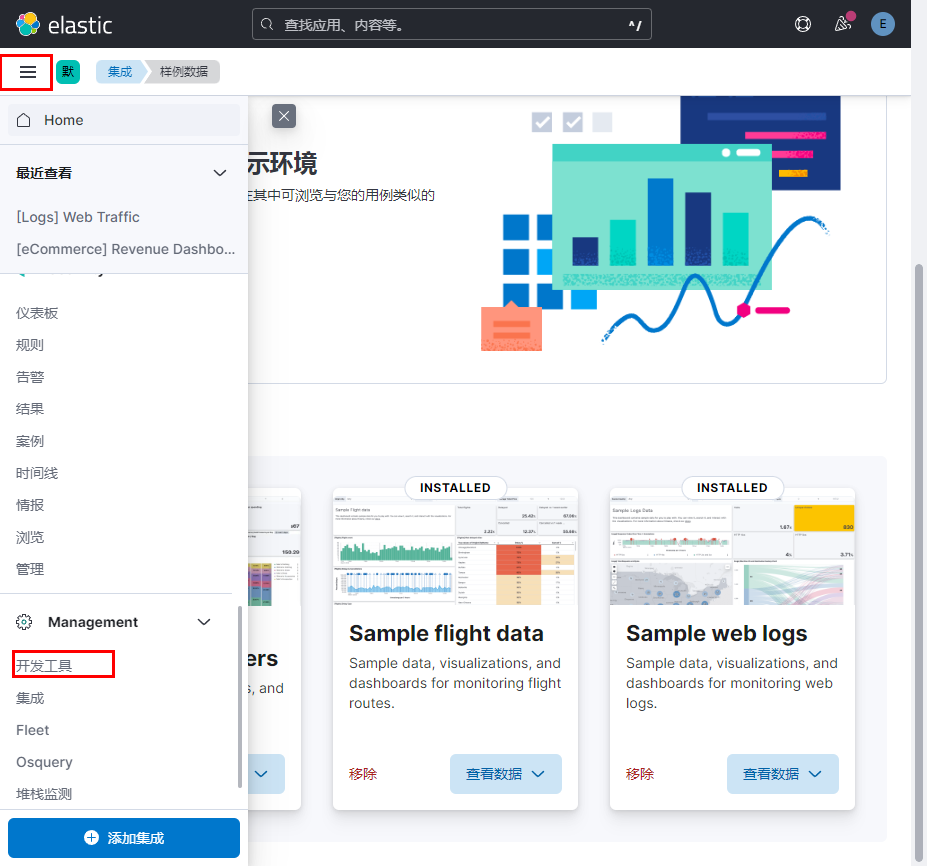 elastic
查找应用、内容等。
^/
E
默
集成
样例数据
Home
最近查看
[Logs] Web Traffic
[eCommerce] Revenue Dashbo...
示环境
在其中可浏览与您的用例类似的
仪表板
规则
告警
结果
案例
时间线
情报
浏览
管理
Management
开发工具
集成
Fleet
Osquery
堆栈监测
添加集成
ers
s, and
INSTALLED
Sample flight data
Sample data, visualizations, and
dashboards for monitoring flight
routes.
移除
查看数据
INSTALLED
Sample web logs
Sample data, visualizations, and
dashboards for monitoring web
logs.
移除
查看数据